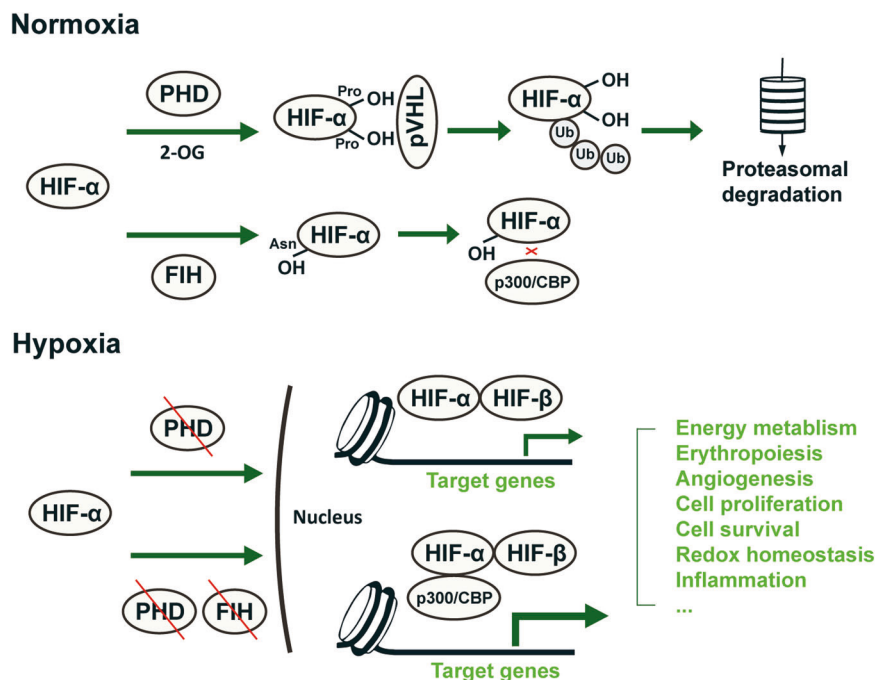 Normoxia
PHD
2-OG
HIF-α
Pro
OH
HIF-α
OH
Pro
pVHL
HIF-α
OH
OH
Ub
Ub
Ub
Proteasomal
degradation
FIH
Asn
OH
HIF-α
HIF-α
OH
x
p300/CBP
Hypoxia
PHD
HIF-α
PHD
FIH
Nucleus
HIF-α
HIF-β
Target genes
HIF-α
HIF-β
p300/CBP
Target genes
Energy metablism
Erythropoiesis
Angiogenesis
Cell proliferation
Cell survival
Redox homeostasis
Inflammation
...